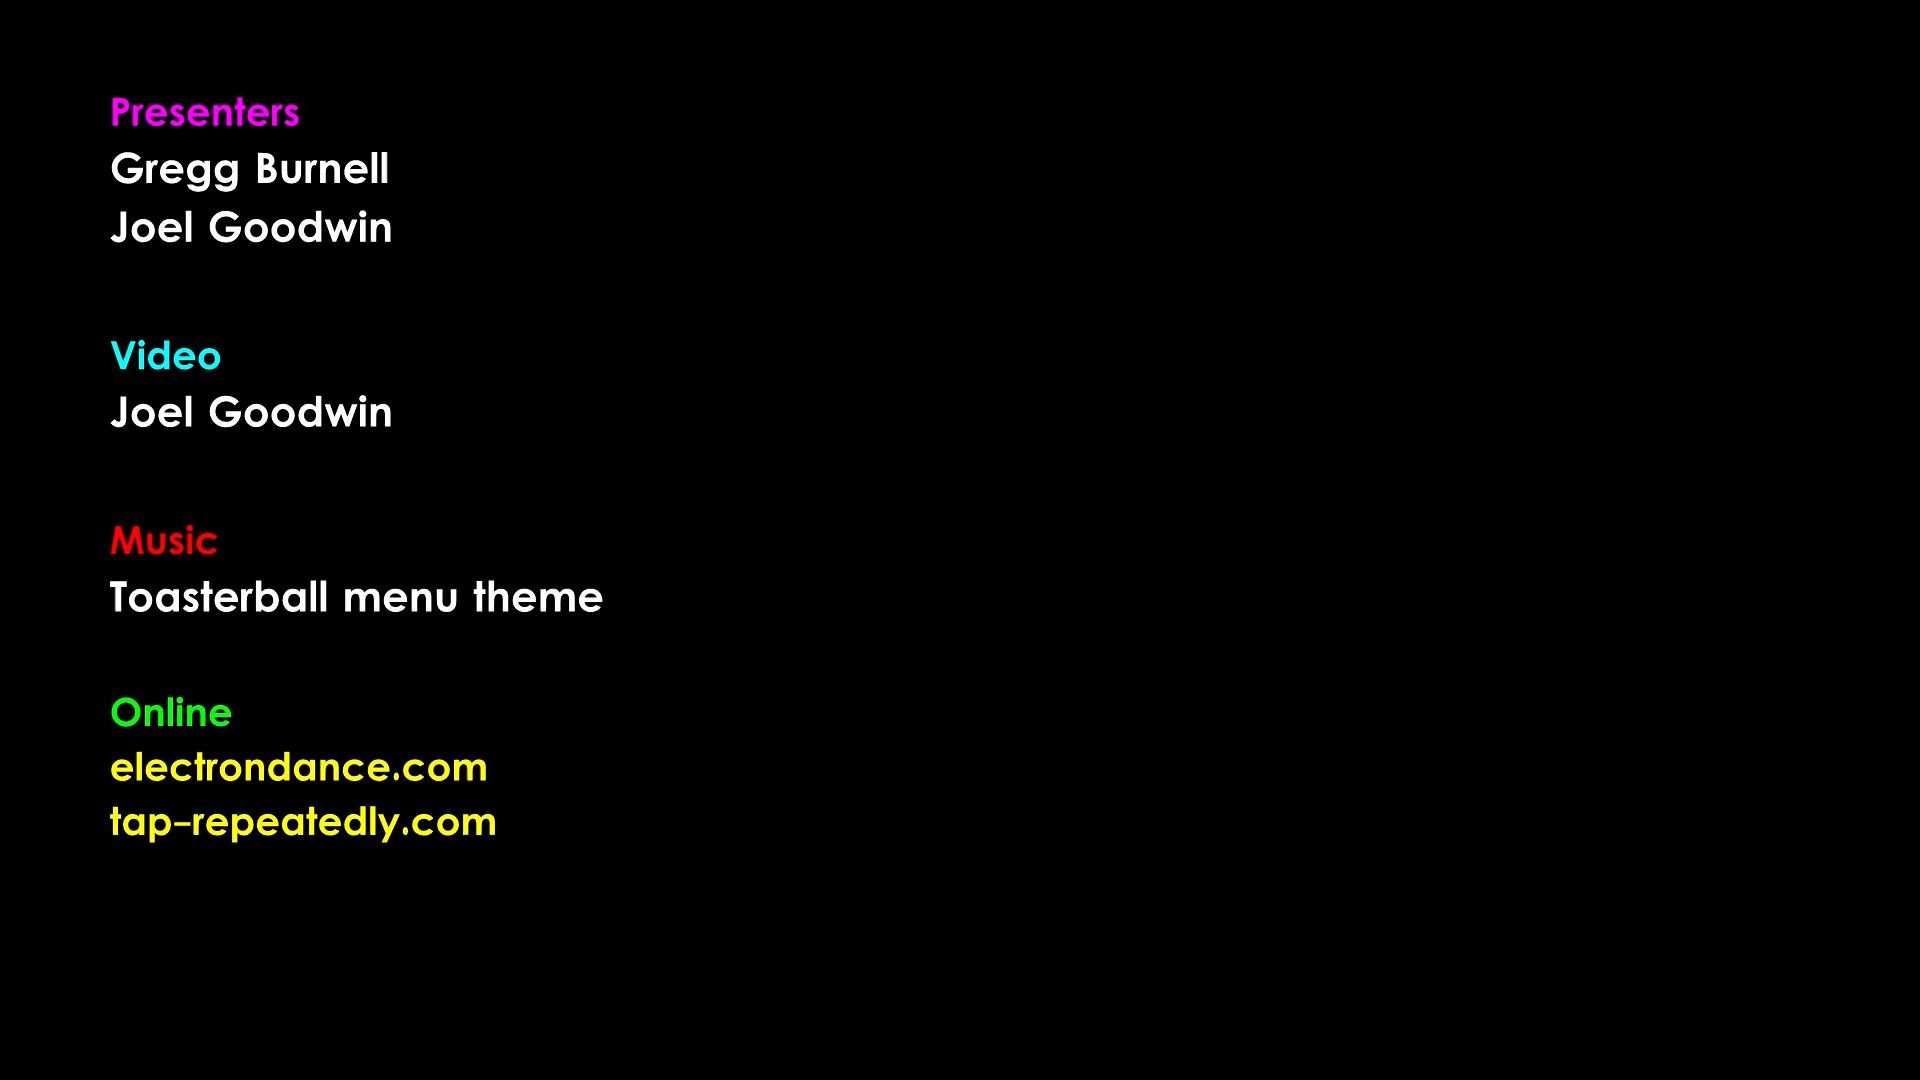 Presenters
Gregg Burnell
Joel Goodwin
Video
Joel Goodwin
Music
Toasterball menu theme
Online
electrondance.com
tap-repeatedly.com